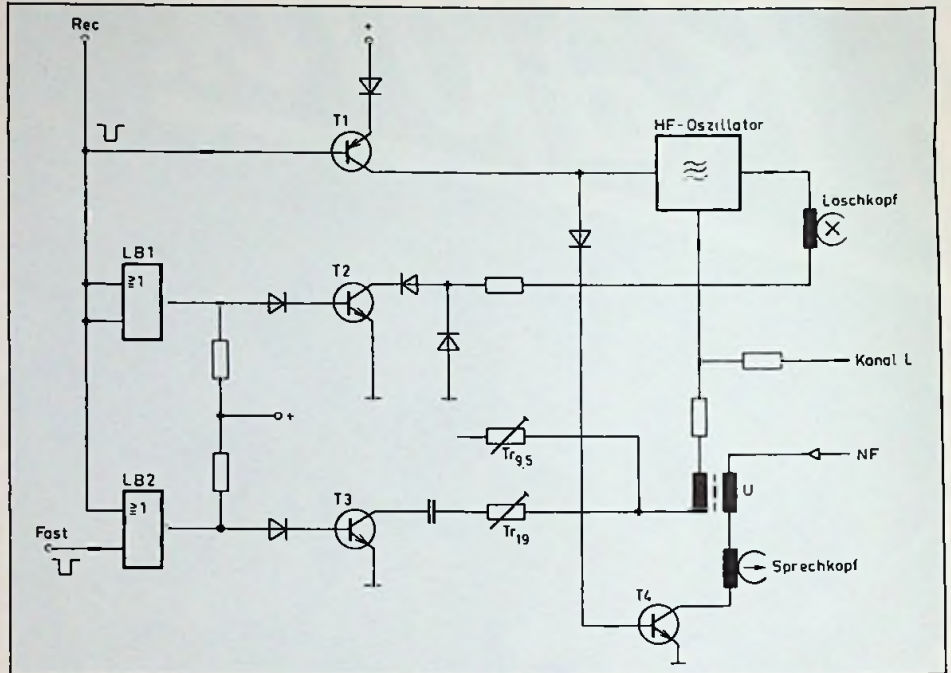 Rec
+
T1
HF-Oszillator
Löschkopf
LB1
≥1
T2
Kanal L
+
Tr9,5
NF
LB2
≥1
T3
U
Fast
Tr19
Sprechkopf
T4